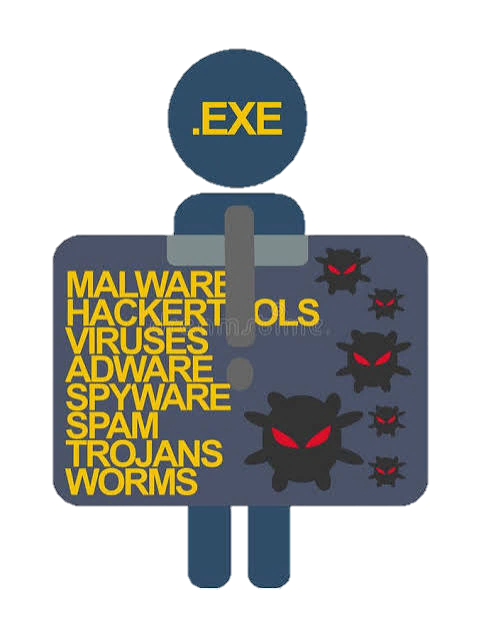 .EXE
MALWARE
HACKERTOOLS
VIRUSES
ADWARE
SPYWARE
SPAM
TROJANS
WORMS